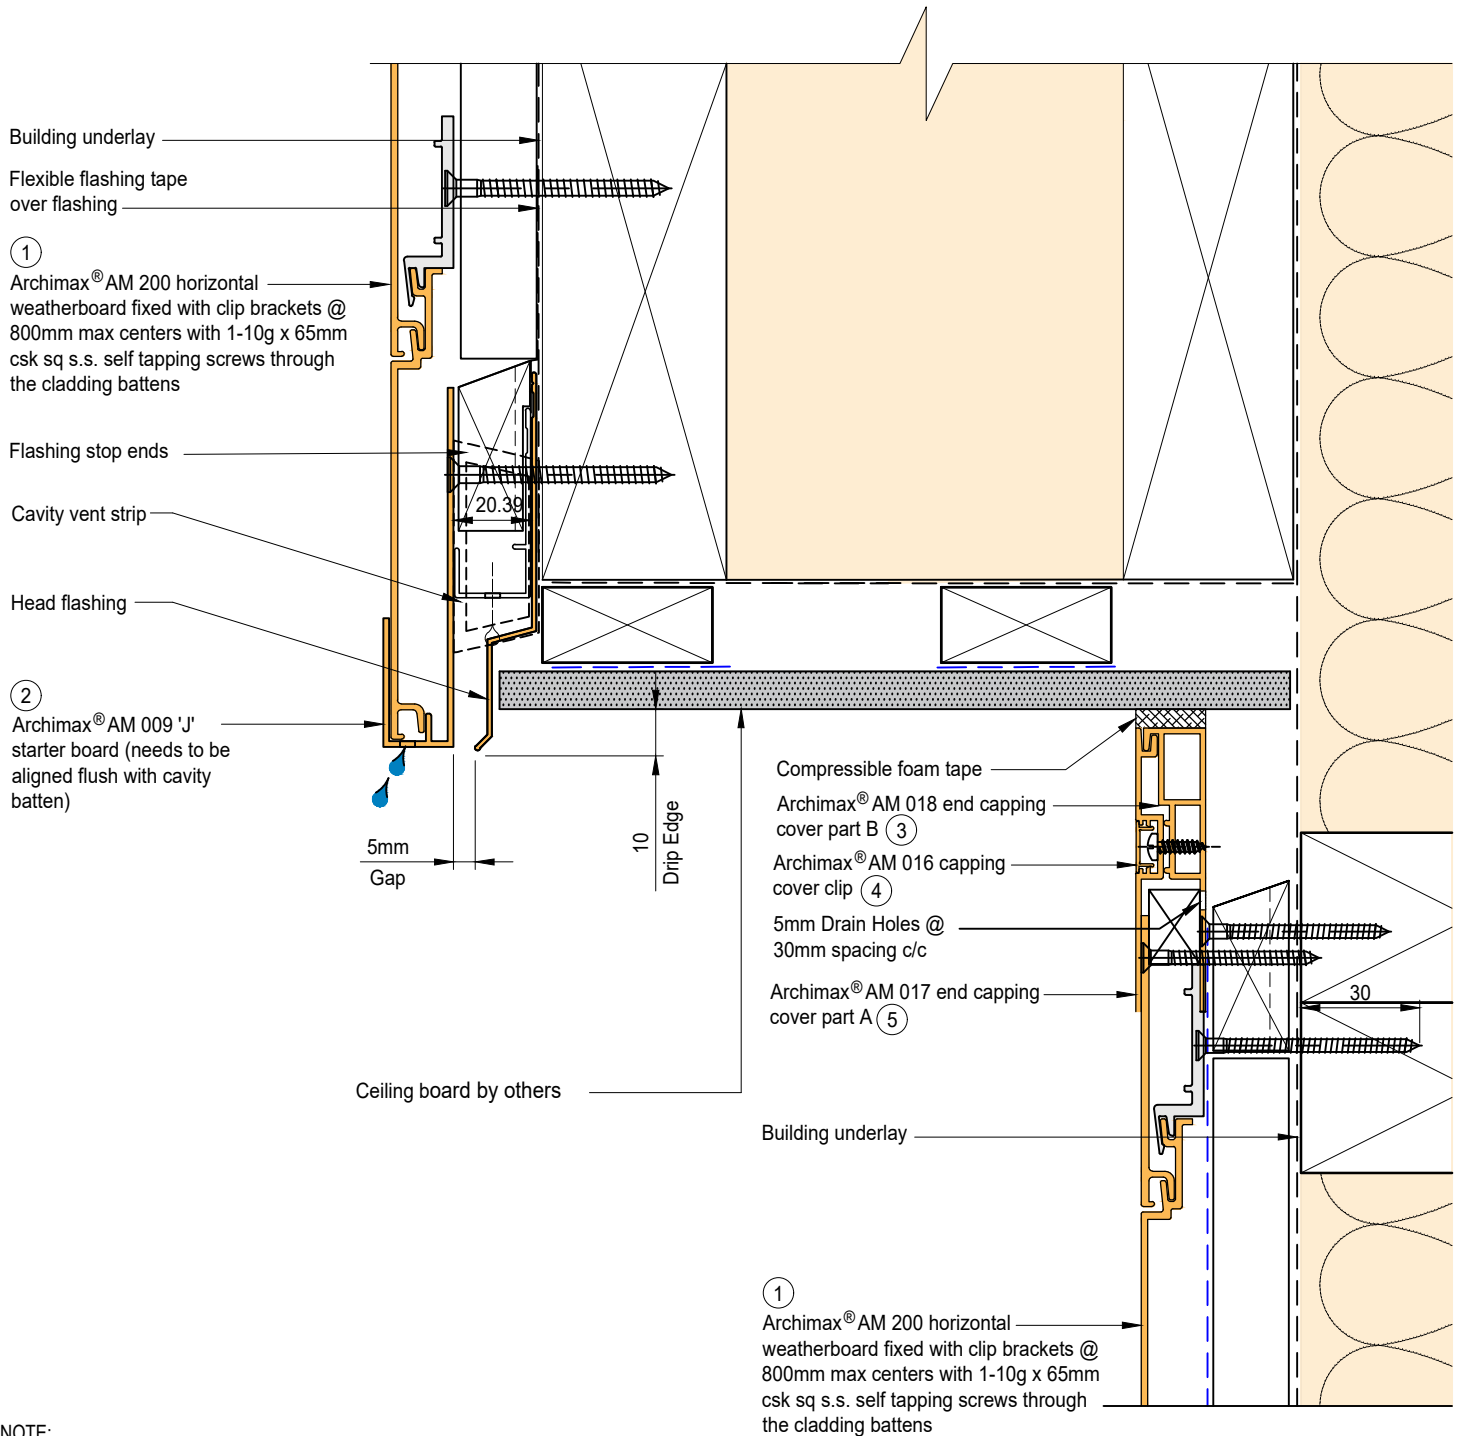 Building underlay
Flexible flashing tape
over flashing
1
Archimax® AM 200 horizontal
weatherboard fixed with clip brackets @
800mm max centers with 1-10g x 65mm
csk sq s.s. self tapping screws through
the cladding battens
Flashing stop ends
20.39
Cavity vent strip
Head flashing
2
Archimax® AM 009 'J'
starter board (needs to be
aligned flush with cavity
batten)
5mm
Gap
10
Drip Edge
Compressible foam tape
Archimax® AM 018 end capping
cover part B 3
Archimax® AM 016 capping
cover clip 4
5mm Drain Holes @
30mm spacing c/c
Archimax® AM 017 end capping
cover part A 5
30
Ceiling board by others
Building underlay
1
Archimax® AM 200 horizontal
weatherboard fixed with clip brackets @
800mm max centers with 1-10g x 65mm
csk sq s.s. self tapping screws through
the cladding battens
NOTE: